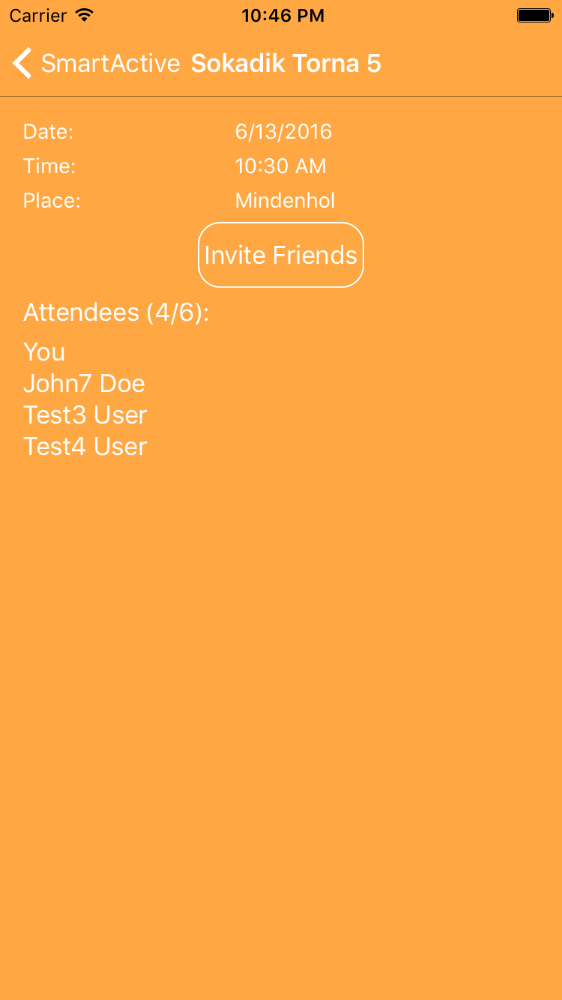 Carrier 10:46 PM
SmartActive Sokadik Torna 5
Date: 6/13/2016
Time: 10:30 AM
Place: Mindenhol
Invite Friends
Attendees (4/6):
You
John7 Doe
Test3 User
Test4 User